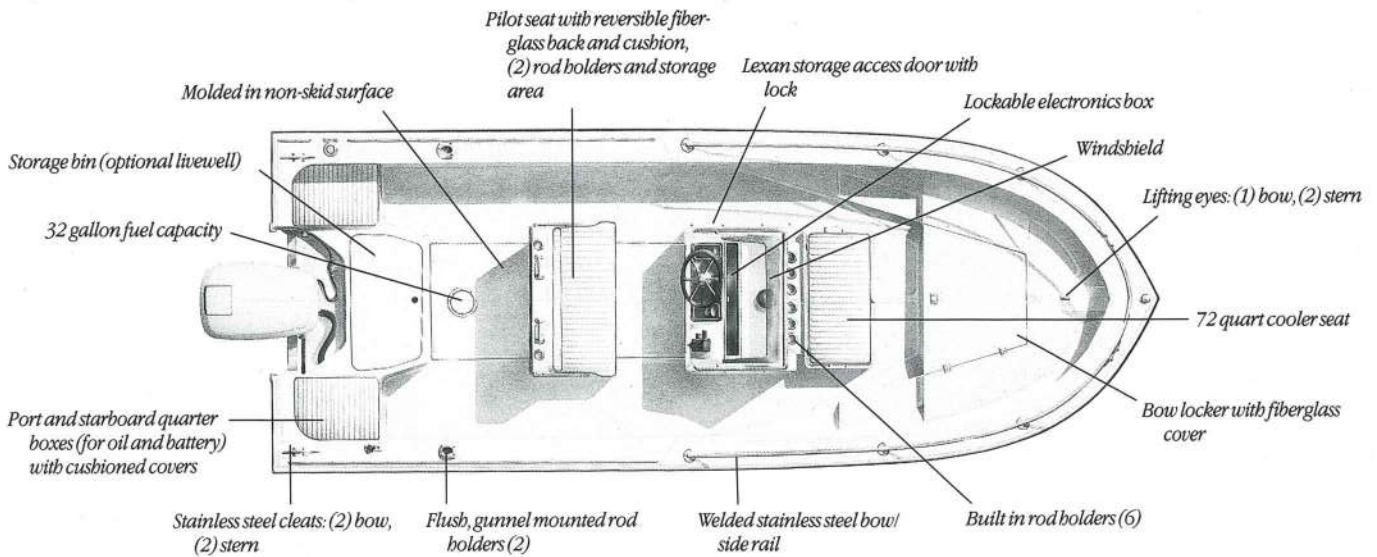 Pilot seat with reversible fiber-
glass back and cushion,
(2) rod holders and storage
area
Lexan storage access door with
lock
Molded in non-skid surface
Lockable electronics box
Storage bin (optional livewell)
Windshield
32 gallon fuel capacity
Lifting eyes: (1) bow, (2) stern
72 quart cooler seat
Port and starboard quarter
boxes (for oil and battery)
with cushioned covers
Bow locker with fiberglass
cover
Stainless steel cleats: (2) bow,
(2) stern
Flush, gunnel mounted rod
holders (2)
Welded stainless steel bow/
side rail
Built in rod holders (6)